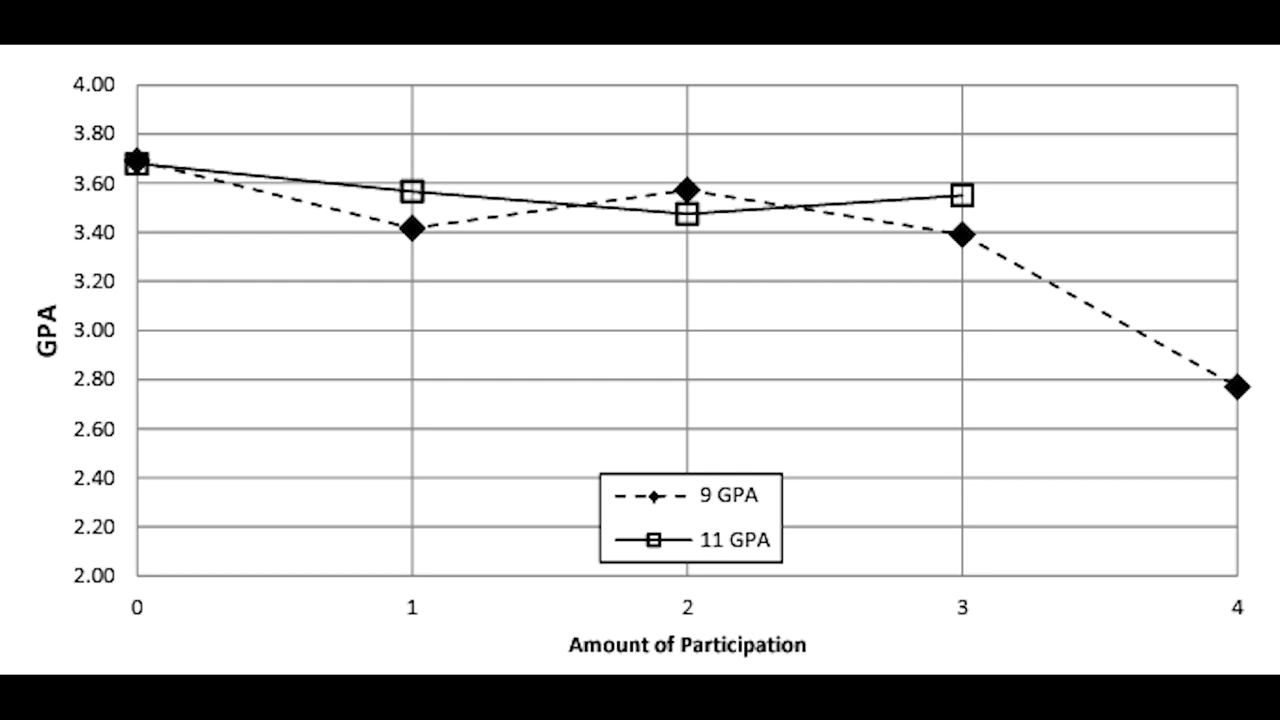 4.00
3.80
3.60
3.40
3.20
3.00
2.80
2.60
2.40
2.20
2.00
GPA
9 GPA
11 GPA
0 1 2 3 4
Amount of Participation